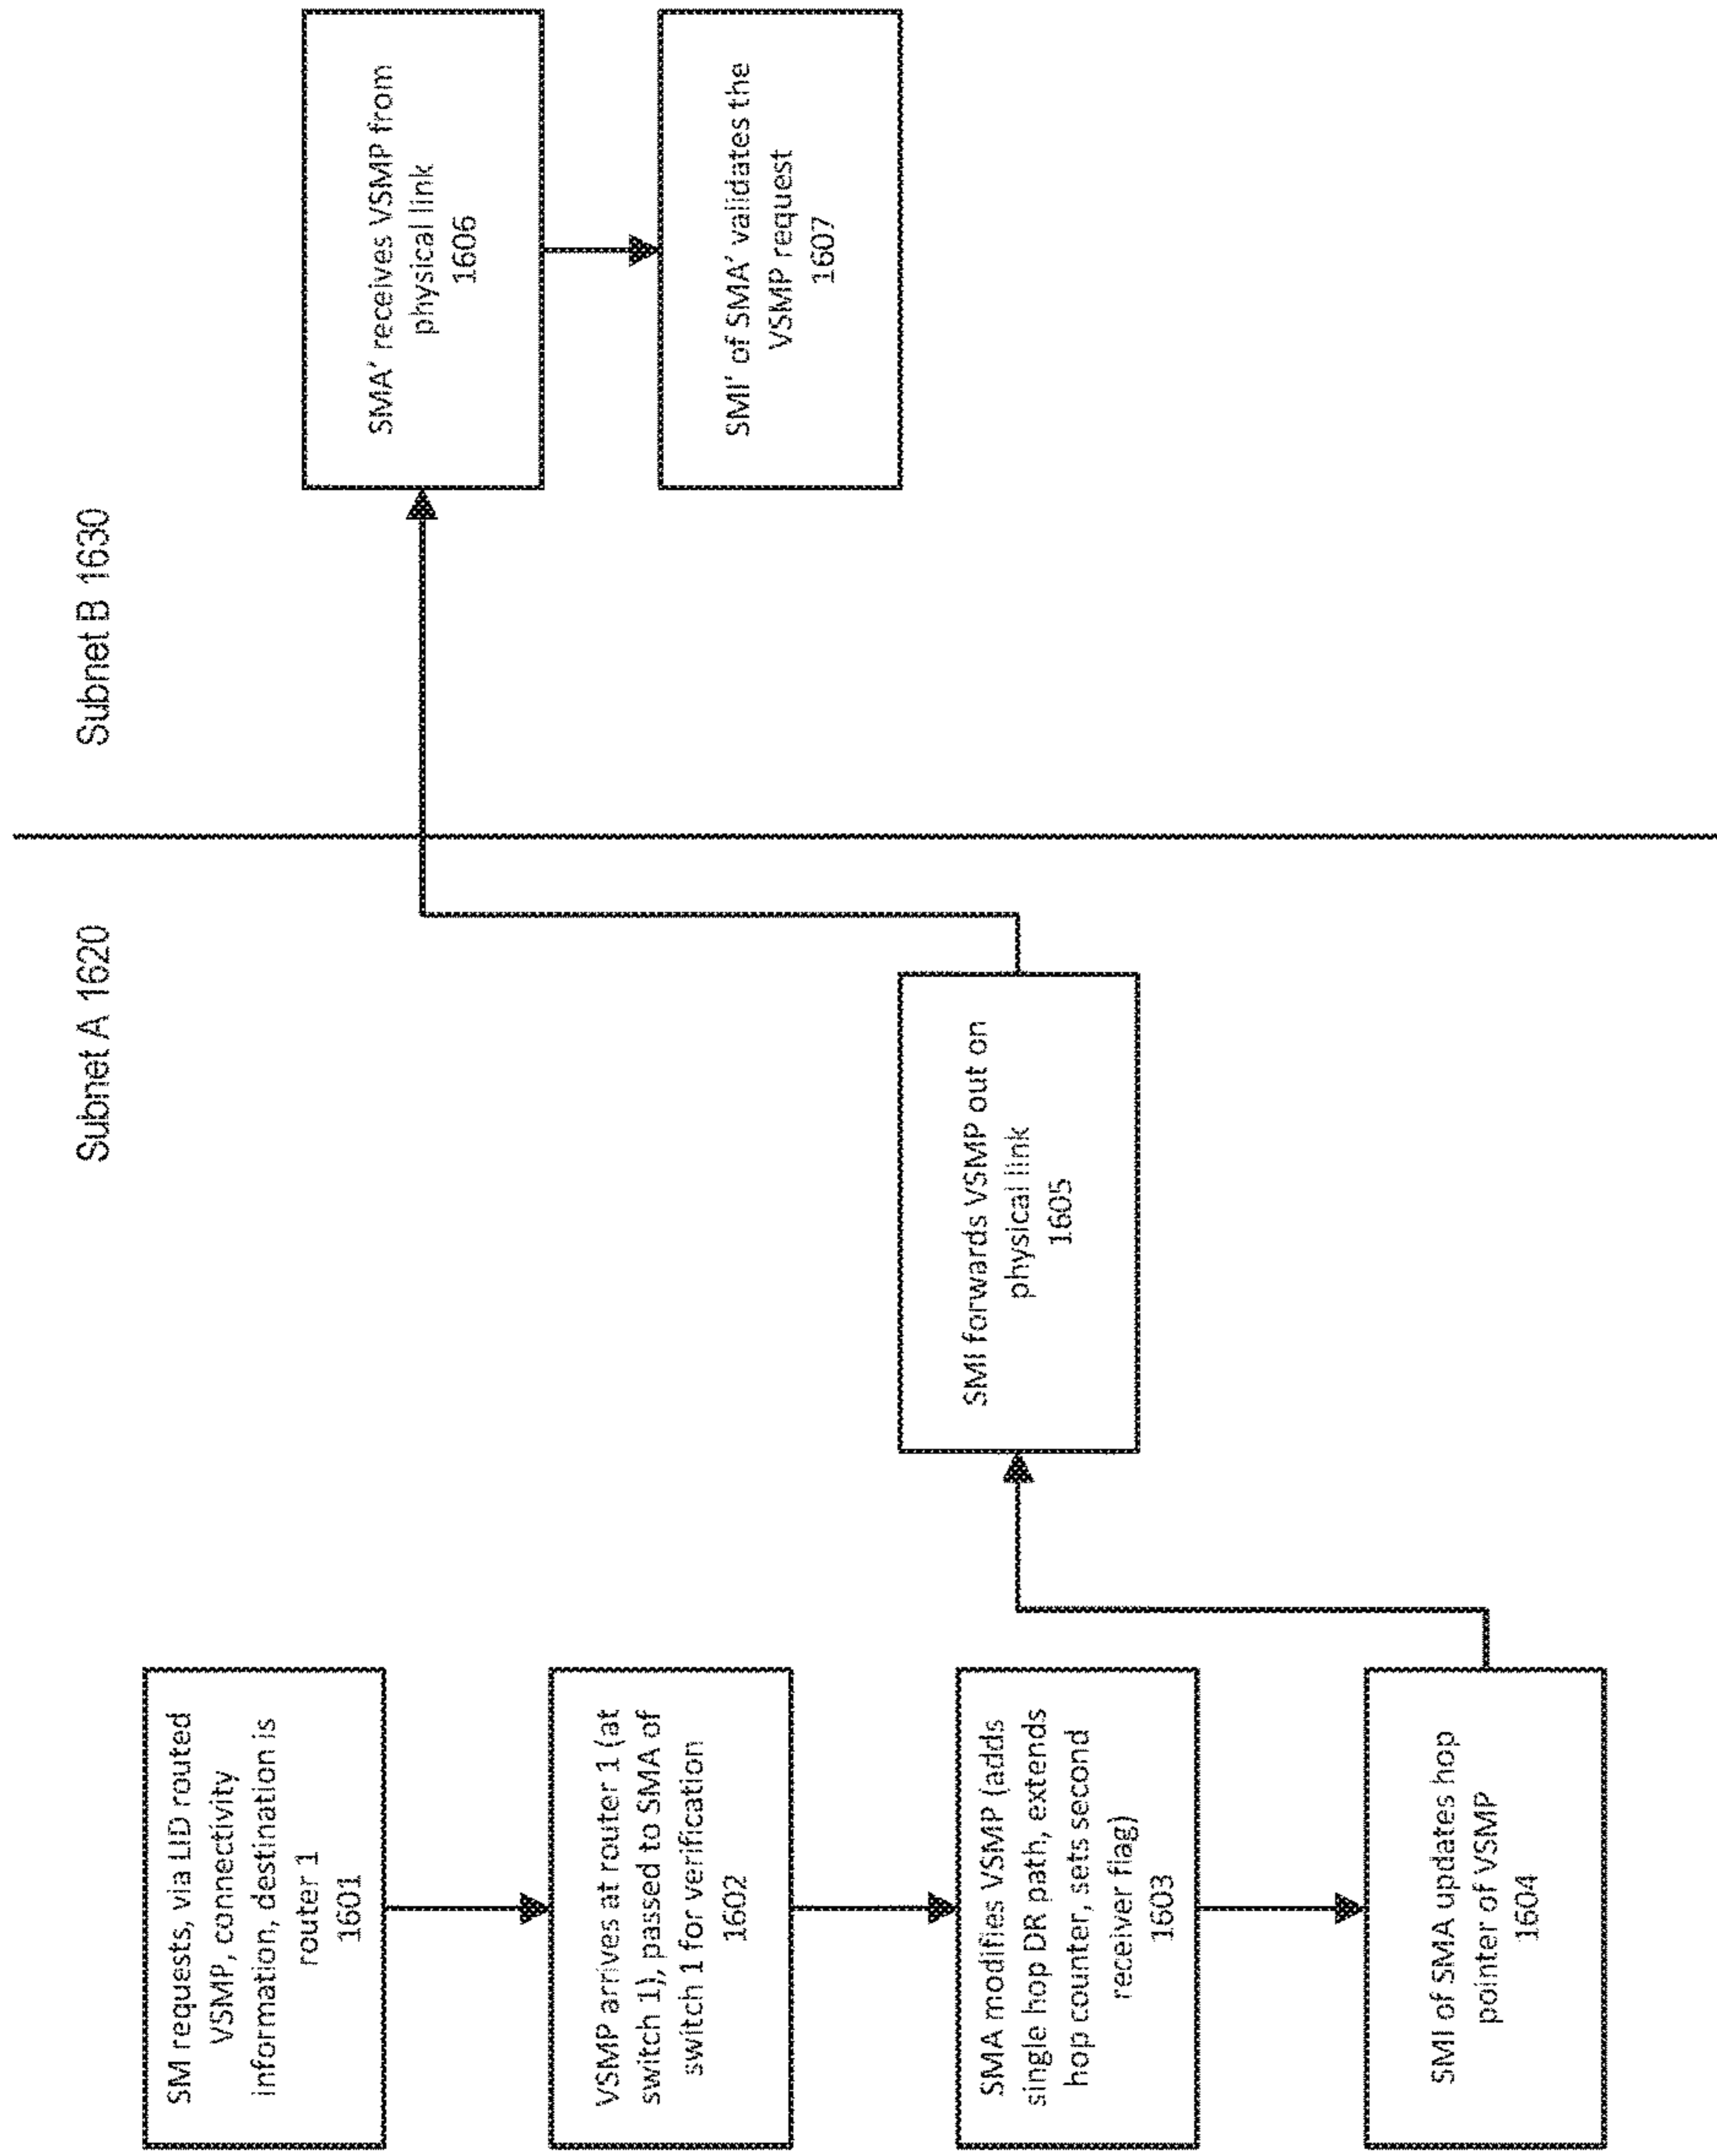 Subnet A 1620
Subnet B 1630
SM requests, via LID routed
VSMP, connectivity
information, destination is
router 1
1601
VSMP arrives at router 1 (at
switch 1), passed to SMA of
switch 1 for verification
1602
SMA modifies VSMP (adds
single hop DR path, extends
hop counter, sets second
receiver flag)
1603
SMI of SMA updates hop
pointer of VSMP
1604
SMI forwards VSMP out on
physical link
1605
SMA' receives VSMP from
physical link
1606
SMI' of SMA' validates the
VSMP request
1607